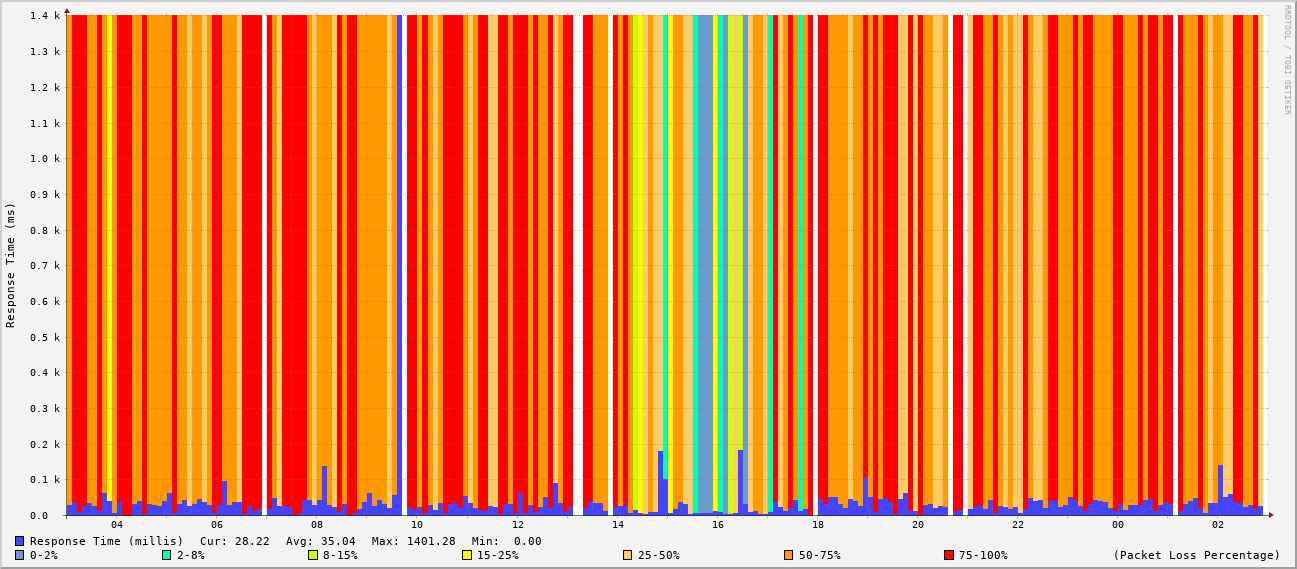 RRDTOOL / TOBI OETIKER
Response Time (ms)
1.4 k
1.3 k
1.2 k
1.1 k
1.0 k
0.9 k
0.8 k
0.7 k
0.6 k
0.5 k
0.4 k
0.3 k
0.2 k
0.1 k
0.0
04 06 08 10 12 14 16 18 20 22 00 02
Response Time (millis) Cur: 28.22 Avg: 35.04 Max: 1401.28 Min: 0.00
0-2% 2-8% 8-15% 15-25% 25-50% 50-75% 75-100% (Packet Loss Percentage)